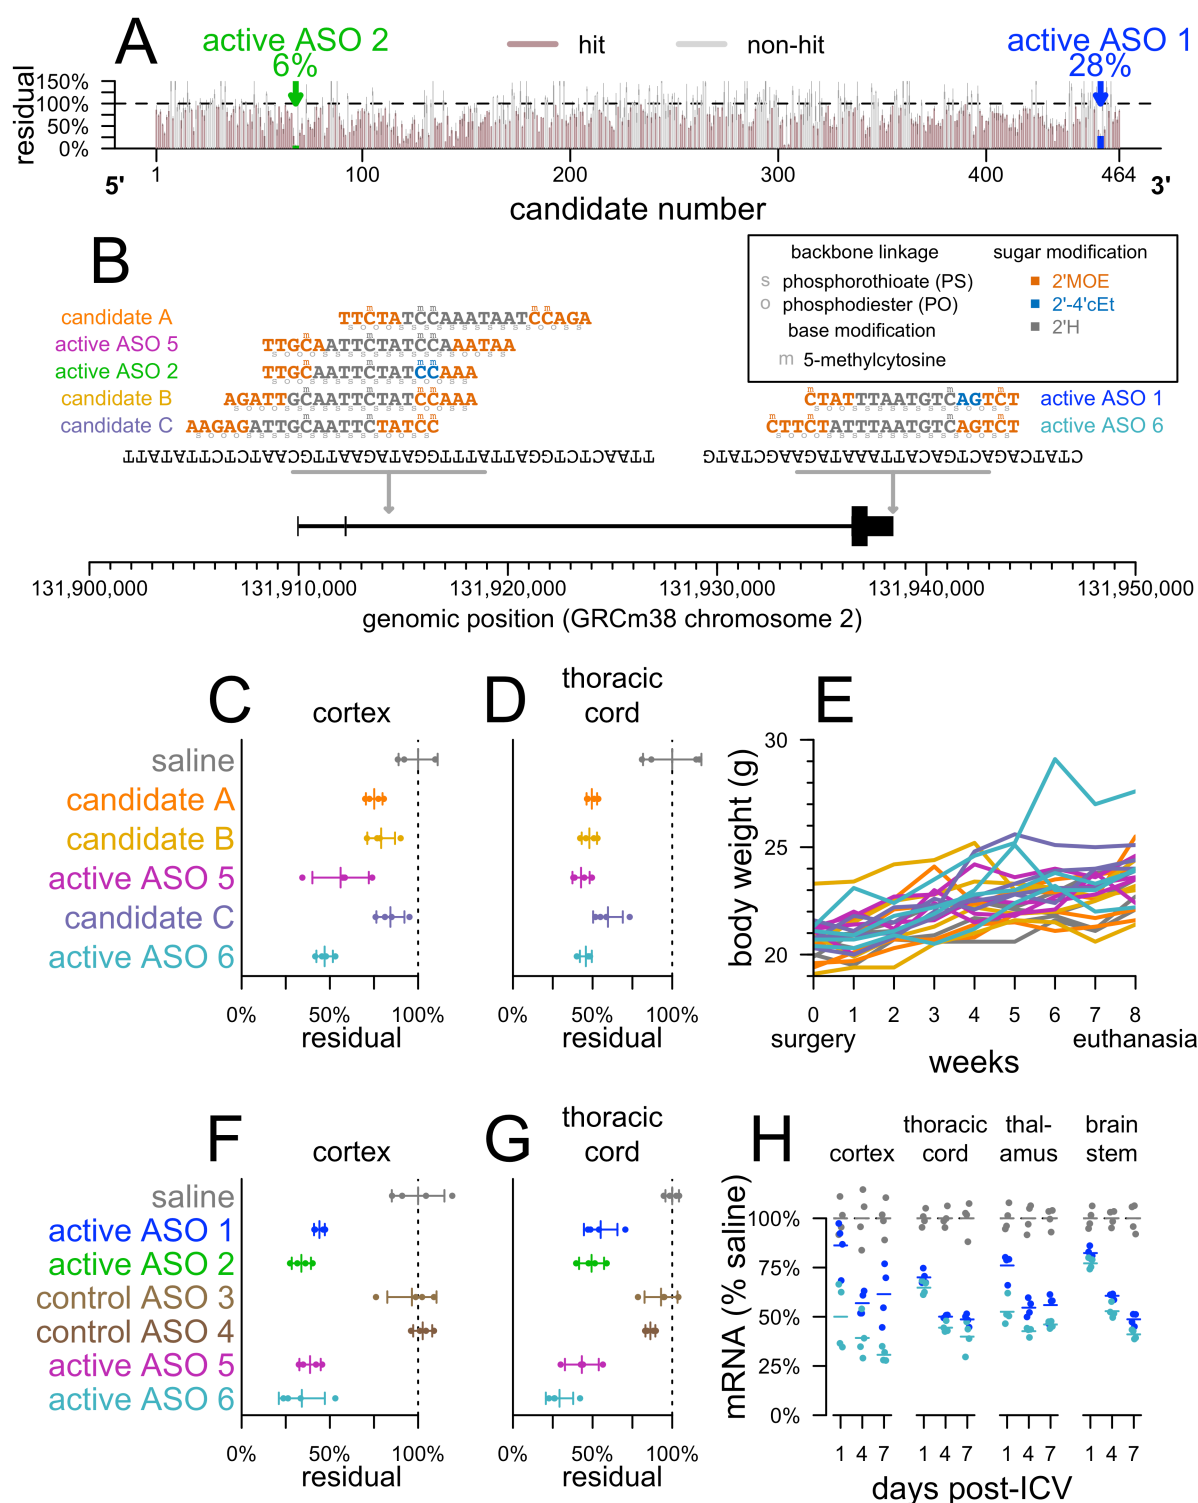 A
active ASO 2
6%
hit
non-hit
active ASO 1
28%
residual
150%
100%
50%
0%
5'
1
100
200
300
400
464
3'
candidate number
B
backbone linkage
sugar modification
s phosphorothioate (PS)
o phosphodiester (PO)
base modification
m 5-methylcytosine
2'MOE
2'-4'cEt
2'H
candidate A
TTCTATCCAAATAATCCAGA
active ASO 5
TTGCAATTCTATCCAAATAA
active ASO 2
TTGCAATTCTATCCAAA
candidate B
AGATTGCAATTCTATCCAAA
candidate C
AAGAGATTGCAATTCTATCC
CTATTTAATGTCAGTCT
active ASO 1
CTTCTATTTAATGTCAGTCT
active ASO 6
131,900,000
131,910,000
131,920,000
131,930,000
131,940,000
131,950,000
genomic position (GRCm38 chromosome 2)
C
cortex
D
thoracic
cord
E
saline
candidate A
candidate B
active ASO 5
candidate C
active ASO 6
0%
50%
100%
residual
0%
50%
100%
residual
body weight (g)
30
25
20
0
1
2
3
4
5
6
7
8
surgery
euthanasia
weeks
F
cortex
G
thoracic
cord
H
cortex
thoracic
cord
thal-
amus
brain
stem
saline
active ASO 1
active ASO 2
control ASO 3
control ASO 4
active ASO 5
active ASO 6
0%
50%
100%
residual
0%
50%
100%
residual
mRNA (% saline)
100%
75%
50%
25%
0%
1 4 7
1 4 7
1 4 7
1 4 7
days post-ICV